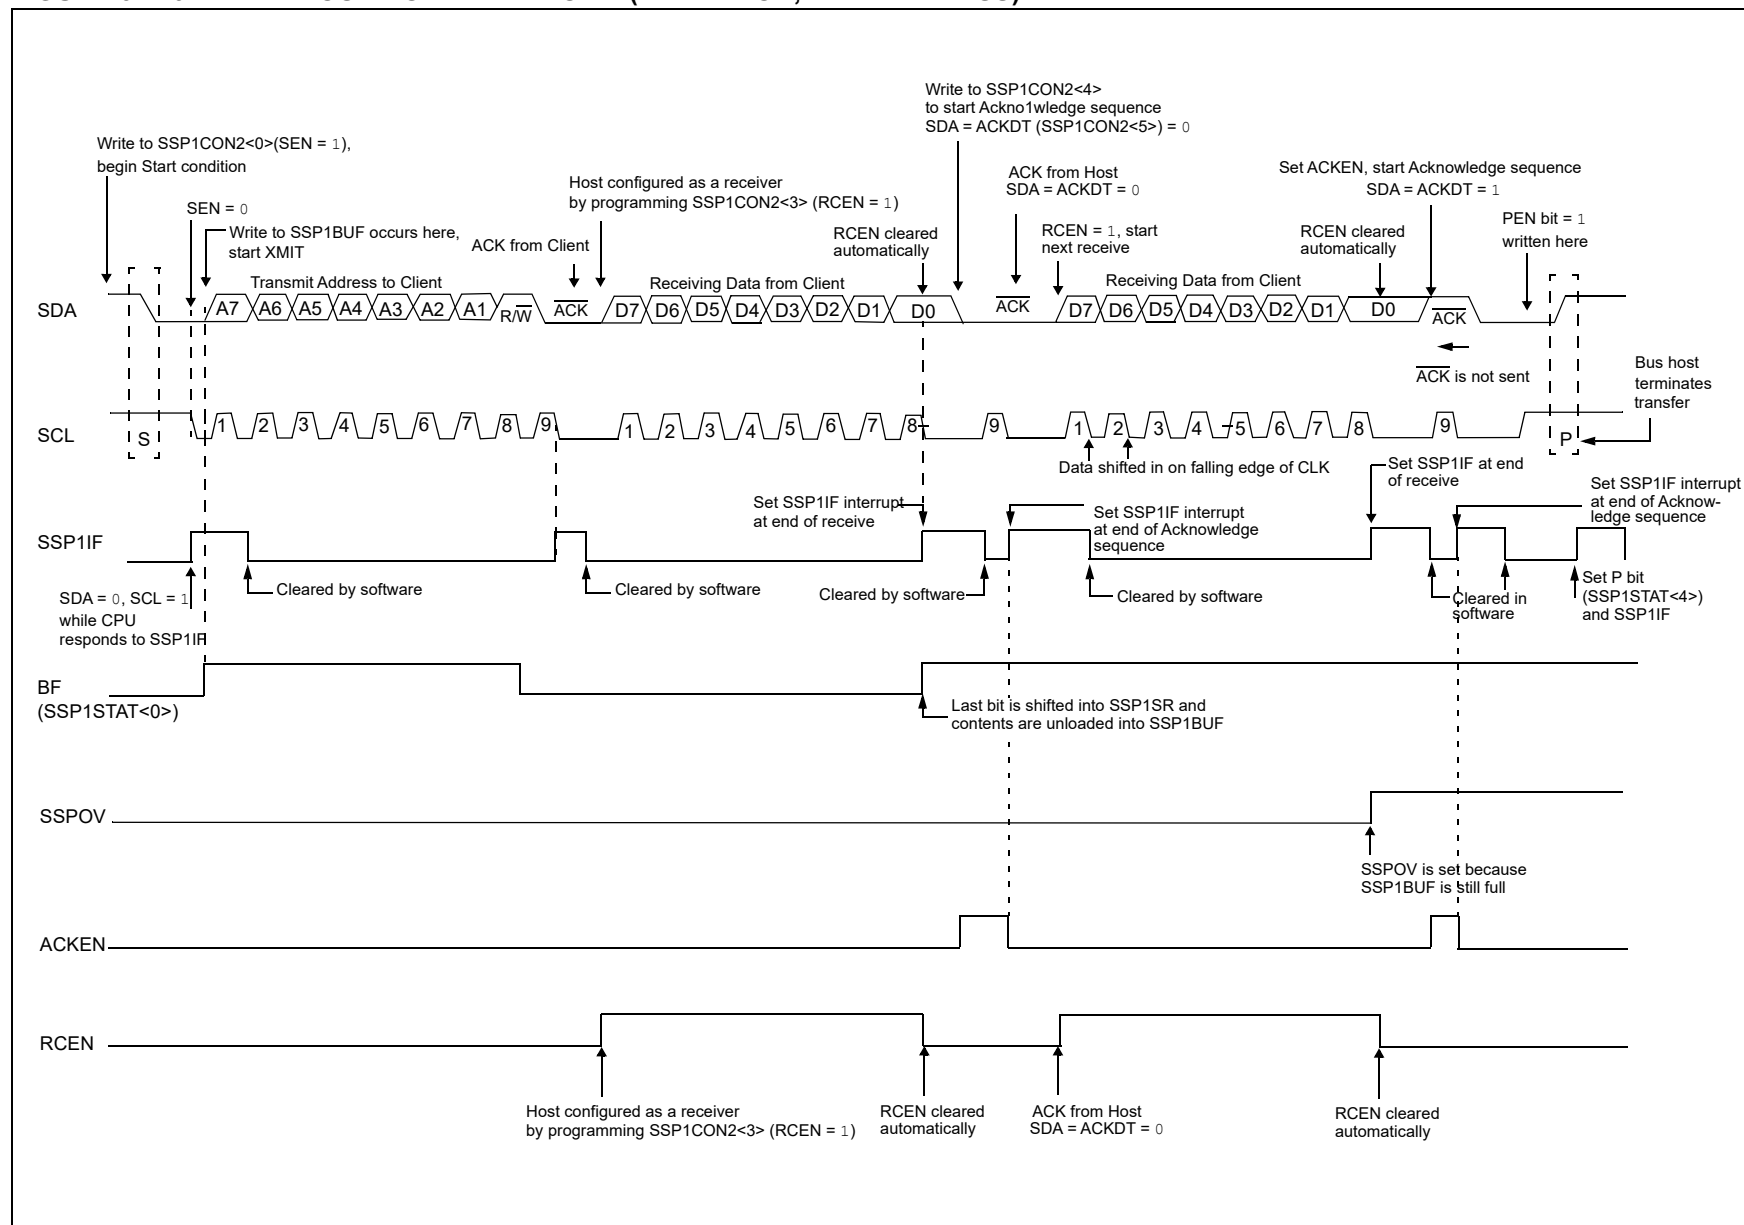 Write to SSP1CON2<4>
to start Ackno1wledge sequence
SDA = ACKDT (SSP1CON2<5>) = 0
Write to SSP1CON2<0>(SEN = 1),
begin Start condition
ACK from Host
SDA = ACKDT = 0
Set ACKEN, start Acknowledge sequence
SDA = ACKDT = 1
Host configured as a receiver
by programming SSP1CON2<3> (RCEN = 1)
SEN = 0
Write to SSP1BUF occurs here,
start XMIT
ACK from Client
RCEN cleared
automatically
RCEN = 1, start
next receive
RCEN cleared
automatically
PEN bit = 1
written here
Transmit Address to Client
Receiving Data from Client
Receiving Data from Client
SDA
A7 A6 A5 A4 A3 A2 A1 R/W ACK D7 D6 D5 D4 D3 D2 D1 D0 ACK D7 D6 D5 D4 D3 D2 D1 D0 ACK
ACK is not sent
Bus host
terminates
transfer
SCL
S 1 2 3 4 5 6 7 8 9 1 2 3 4 5 6 7 8 9 1 2 3 4 5 6 7 8 9 P
Data shifted in on falling edge of CLK
Set SSP1IF at end
of receive
Set SSP1IF interrupt
at end of receive
Set SSP1IF interrupt
at end of Acknowledge
sequence
Set SSP1IF interrupt
at end of Acknow-
ledge sequence
SSP1IF
SDA = 0, SCL = 1
while CPU
responds to SSP1IF
Cleared by software
Cleared by software
Cleared by software
Cleared by software
Cleared in
software
Set P bit
(SSP1STAT<4>)
and SSP1IF
BF
(SSP1STAT<0>)
Last bit is shifted into SSP1SR and
contents are unloaded into SSP1BUF
SSPOV
SSPOV is set because
SSP1BUF is still full
ACKEN
RCEN
Host configured as a receiver
by programming SSP1CON2<3> (RCEN = 1)
RCEN cleared
automatically
ACK from Host
SDA = ACKDT = 0
RCEN cleared
automatically